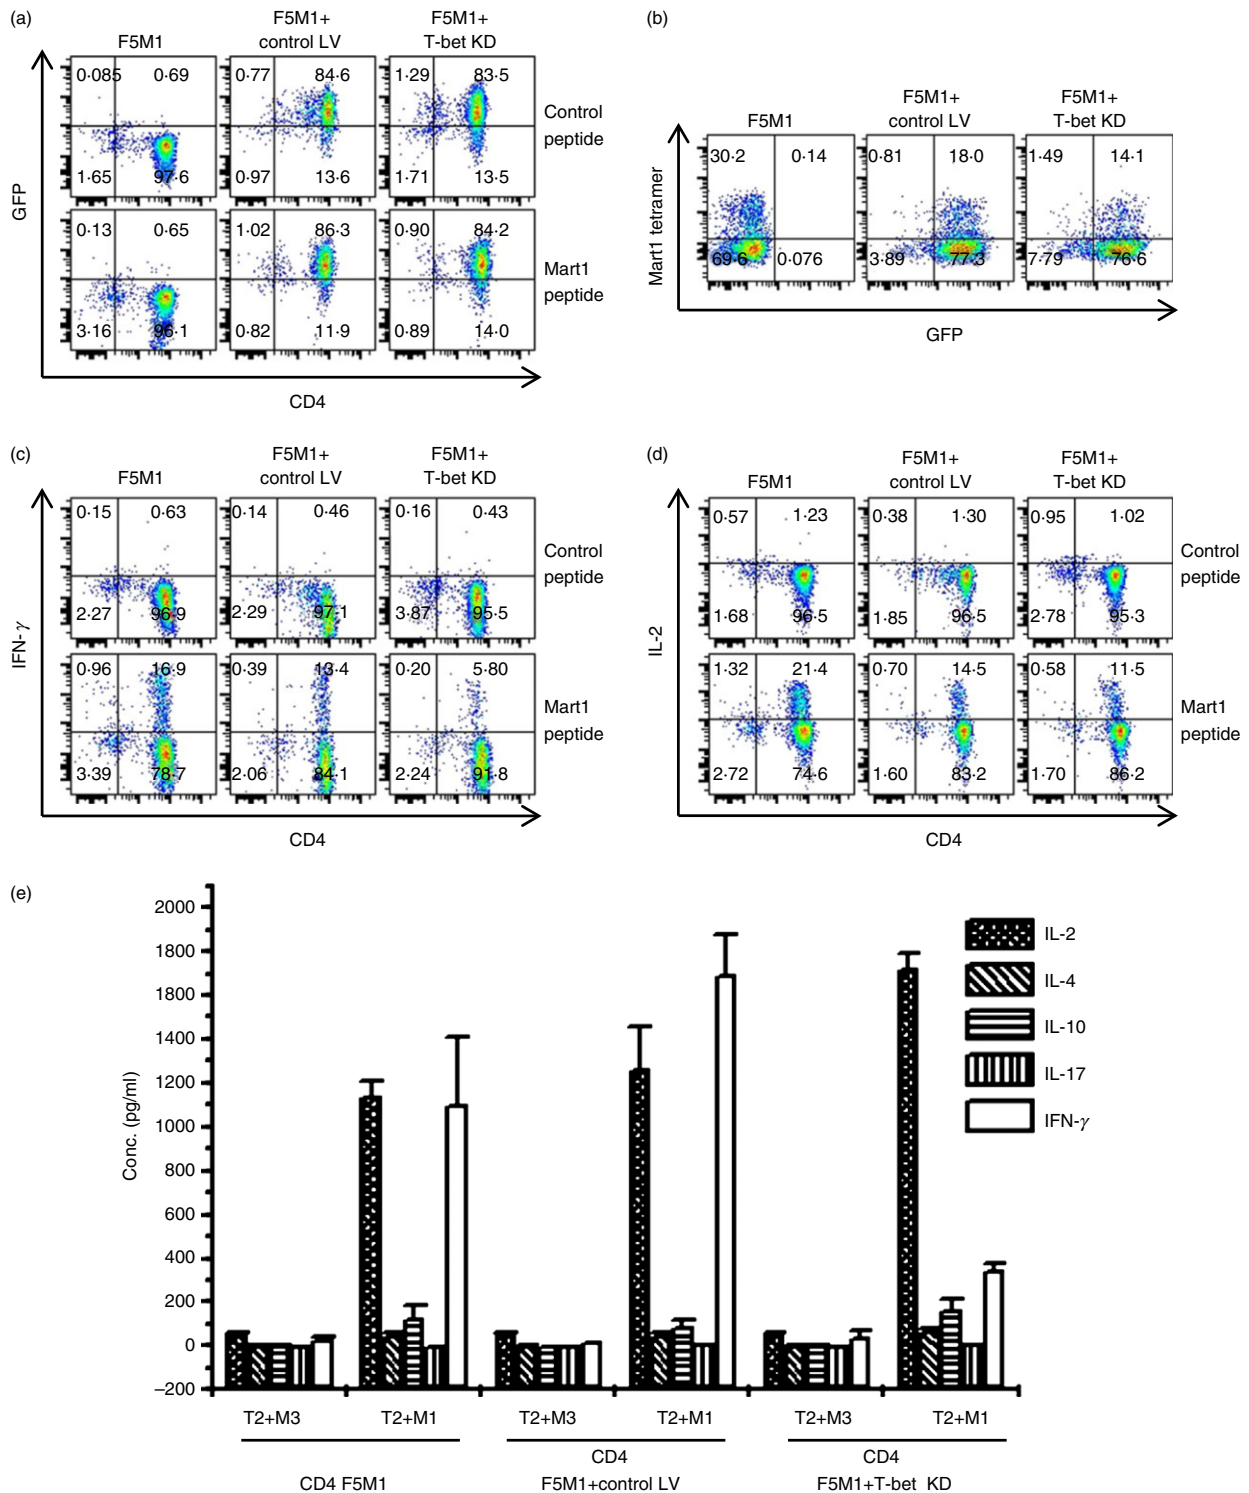 (a)
F5M1
F5M1+
control LV
F5M1+
T-bet KD
0·085 0·69
1·65 97·6
0·77 84·6
0·97 13·6
1·29 83·5
1·71 13·5
Control
peptide
0·13 0·65
3·16 96·1
1·02 86·3
0·82 11·9
0·90 84·2
0·89 14·0
Mart1
peptide
GFP
CD4
(b)
F5M1
F5M1+
control LV
F5M1+
T-bet KD
30·2 0·14
69·6 0·076
0·81 18·0
3·89 77·3
1·49 14·1
7·79 76·6
Mart1 tetramer
GFP
(c)
F5M1
F5M1+
control LV
F5M1+
T-bet KD
0·15 0·63
2·27 96·9
0·14 0·46
2·29 97·1
0·16 0·43
3·87 95·5
Control
peptide
0·96 16·9
3·39 78·7
0·39 13·4
2·06 84·1
0·20 5·80
2·24 91·8
Mart1
peptide
IFN-γ
CD4
(d)
F5M1
F5M1+
control LV
F5M1+
T-bet KD
0·57 1·23
1·68 96·5
0·38 1·30
1·85 96·5
0·95 1·02
2·78 95·3
Control
peptide
1·32 21·4
2·72 74·6
0·70 14·5
1·60 83·2
0·58 11·5
1·70 86·2
Mart1
peptide
IL-2
CD4
(e)
Conc. (pg/ml)
2000
1800
1800
1400
1200
1000
800
600
400
200
0
−200
IL-2
IL-4
IL-10
IL-17
IFN-γ
T2+M3 T2+M1 T2+M3 T2+M1 T2+M3 T2+M1
CD4 F5M1
CD4
F5M1+control LV
CD4
F5M1+T-bet KD